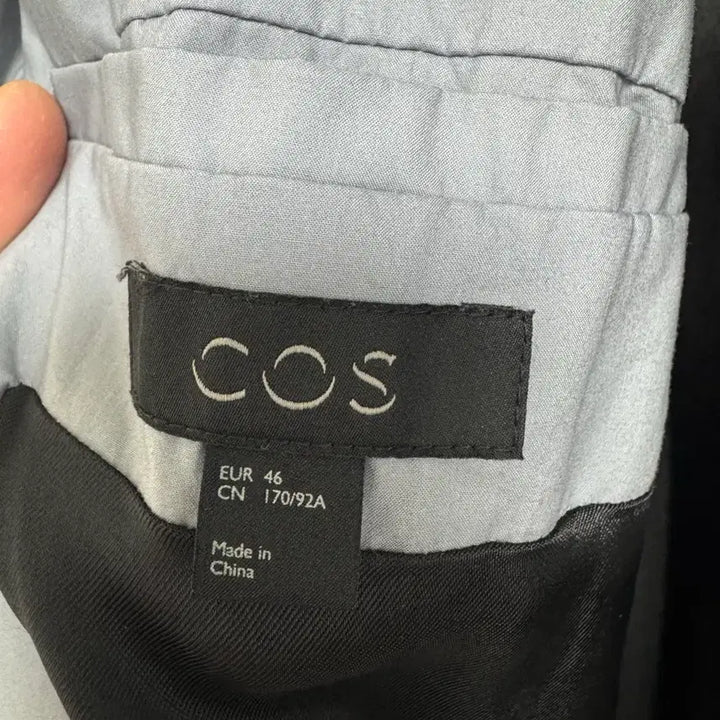 COS
EUR 46
CN 170/92A
Made in
China